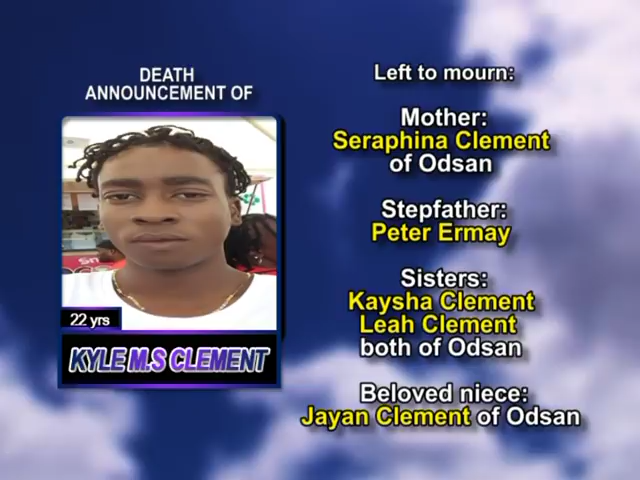 DEATH
ANNOUNCEMENT OF
22 yrs
KYLE M.S CLEMENT
Left to mourn:
Mother:
Seraphina Clement
of Odsan
Stepfather:
Peter Ermay
Sisters:
Kaysha Clement
Leah Clement
both of Odsan
Beloved niece:
Jayan Clement of Odsan